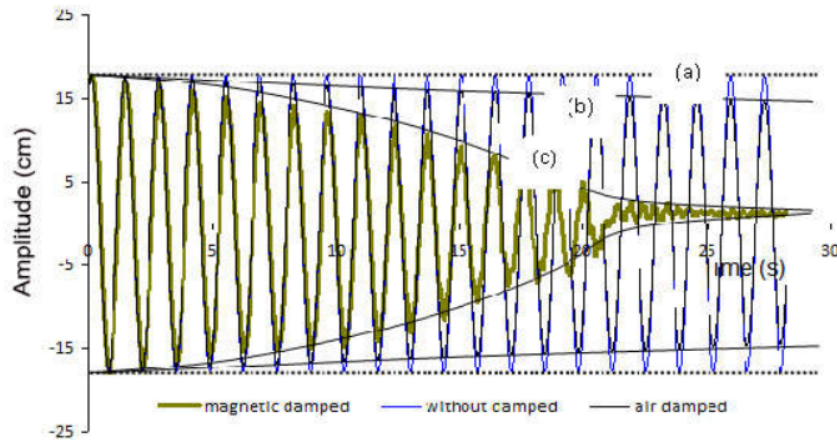 25
15
5
-5
-15
-25
Amplitude (cm)
0
5
10
15
20
25
30
ime (s)
(a)
(b)
(c)
magnetic damped
without camped
air damped